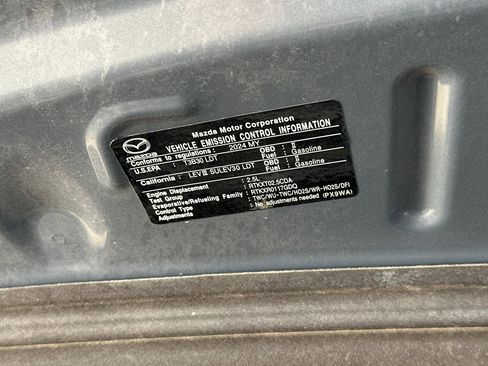 Mazda Motor Corporation
mazda VEHICLE EMISSION CONTROL INFORMATION
Conforms to regulations : 2024 MY
U.S.EPA : T3B30 LDT OBD : II
Fuel : Gasoline
California : LEVIII SULEV30 LDT OBD : II
Fuel : Gasoline
Engine Displacement : 2.5L
Test Group : RTKXT02.5CDA
Evaporative/Refueling Family : RTKXR0117GDQ
Control Type : TWC/WU-TWC/HO2S/WR-HO2S/DFI
Adjustments : No adjustments needed (PX9WA)